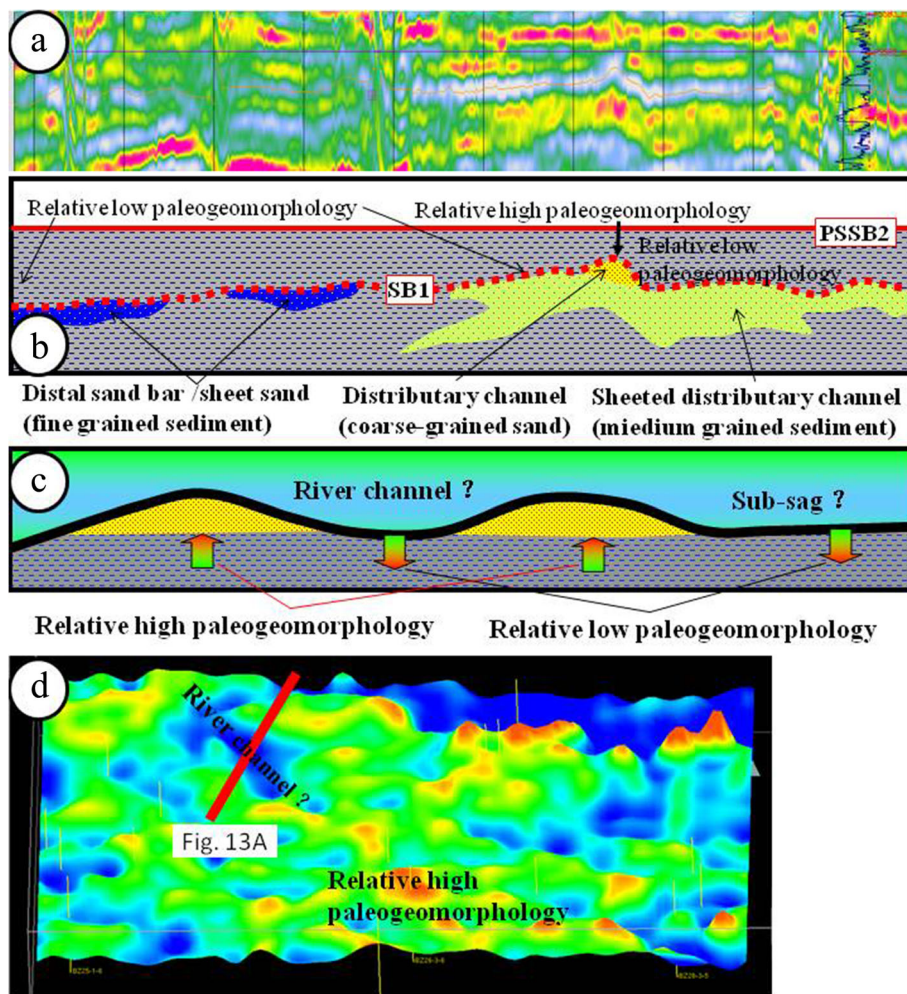 a
Relative low paleogeomorphology
Relative high paleogeomorphology
PSSB2
Relative low
paleogeomorphology
SB1
b
Distal sand bar /sheet sand
(fine grained sediment)
Distributary channel
(coarse-grained sand)
Sheeted distributary channel
(miedium grained sediment)
c
River channel ?
Sub-sag ?
Relative high paleogeomorphology
Relative low paleogeomorphology
d
River channel ?
Fig. 13A
Relative high
paleogeomorphology